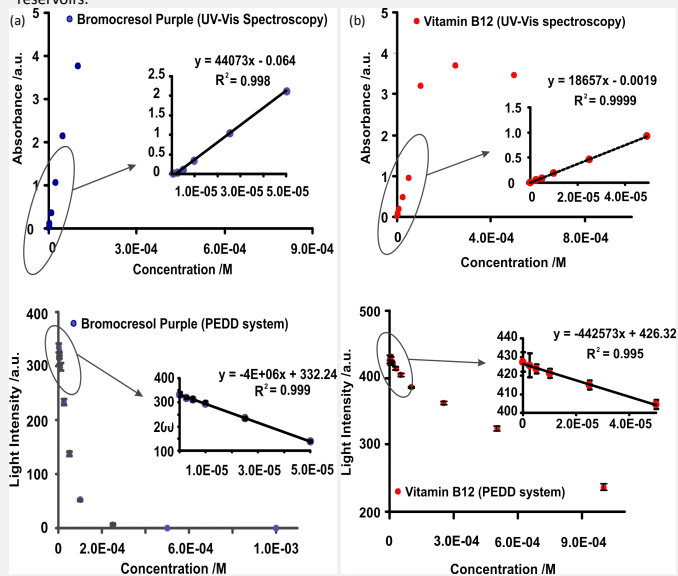 reservoirs.
(a)
Bromocresol Purple (UV-Vis Spectroscopy)
Absorbance /a.u.
5
4
3
2
1
0
0
3.0E-04
6.0E-04
9.0E-04
Concentration /M
y = 44073x - 0.064
R2 = 0.998
2.5
2
1.5
1
0.5
0
1.0E-05
3.0E-05
5.0E-05
(b)
Vitamin B12 (UV-Vis spectroscopy)
Absorbance /a.u.
5
4
3
2
1
0
0
4.0E-04
8.0E-04
Concentration /M
y = 18657x - 0.0019
R2 = 0.9999
1.5
1.0
0.5
0
0
2.0E-05
4.0E-05
Bromocresol Purple (PEDD system)
Light Intensity /a.u.
400
300
200
100
0
0
2.0E-04
6.0E-04
1.0E-03
Concentration /M
y = -4E+06x + 332.24
R2 = 0.999
400
300
100
1.0E-05
3.0E-05
5.0E-05
Vitamin B12 (PEDD system)
Light Intensity /a.u.
500
400
300
200
0
3.0E-04
6.0E-04
9.0E-04
Concentration /M
y = -442573x + 426.32
R2 = 0.995
440
430
420
410
400
0
2.0E-05
4.0E-05